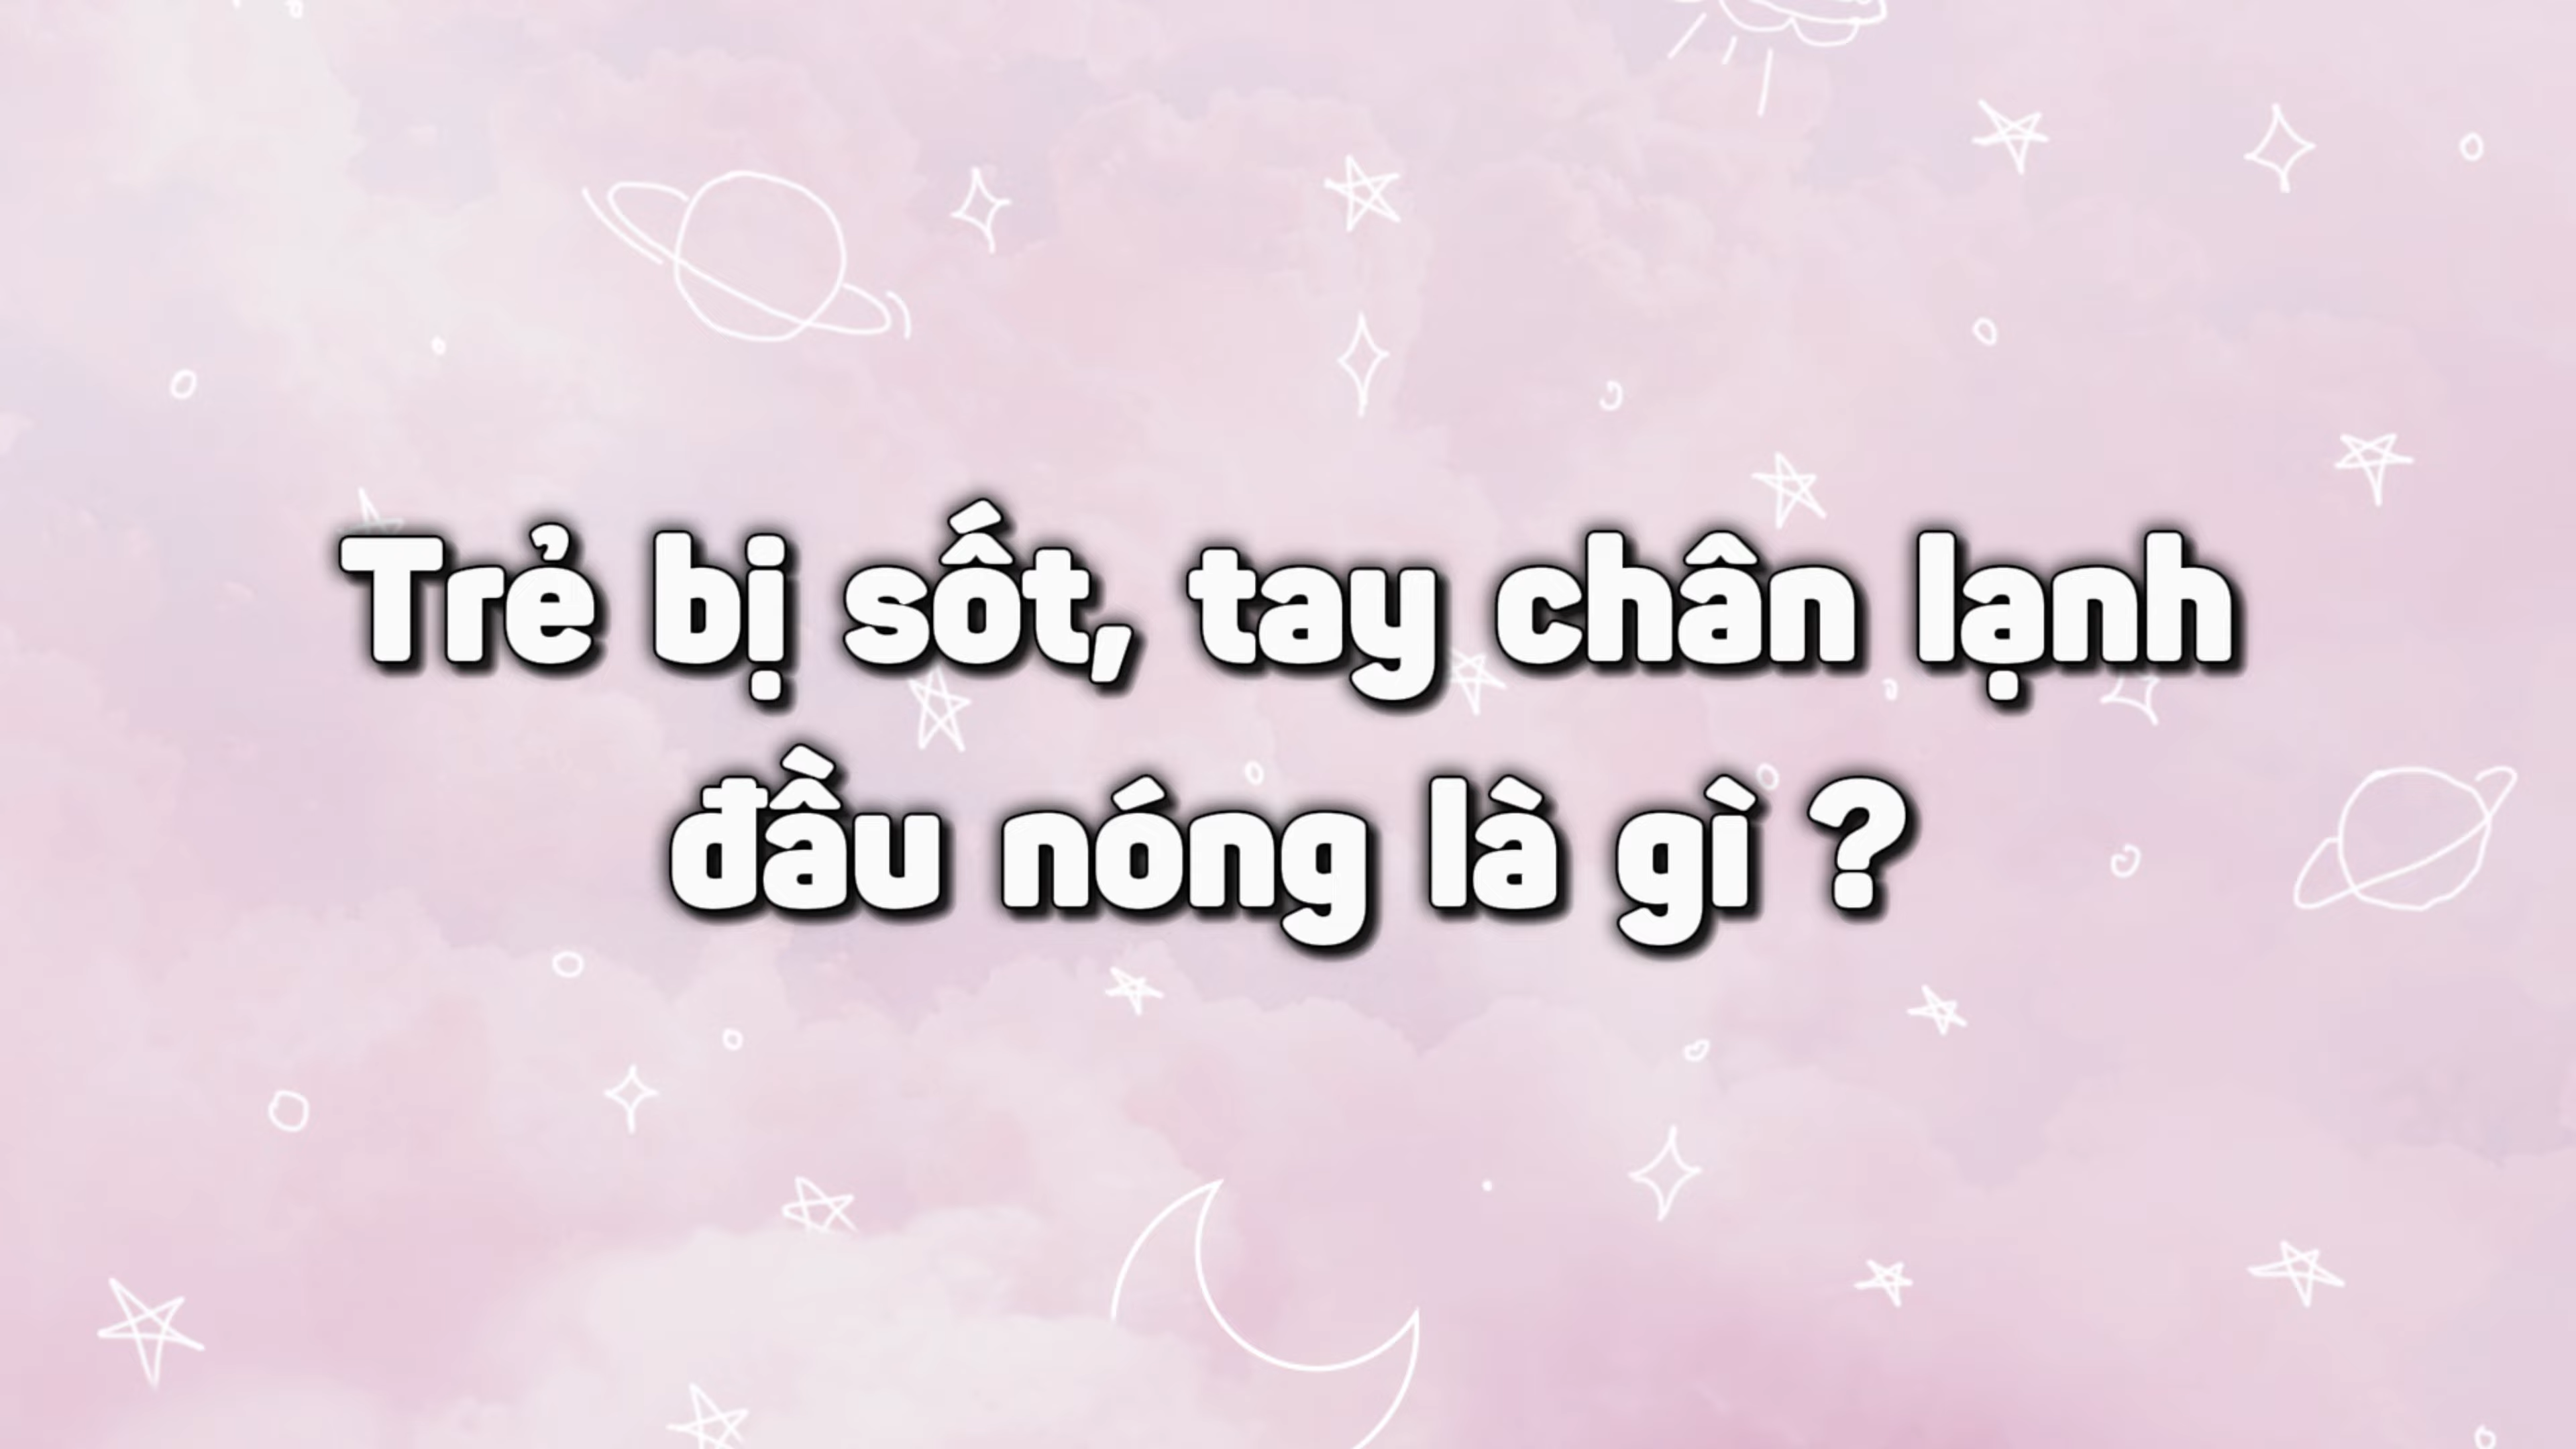 Trẻ bị sốt, tay chân lạnh
đầu nóng là gì ?